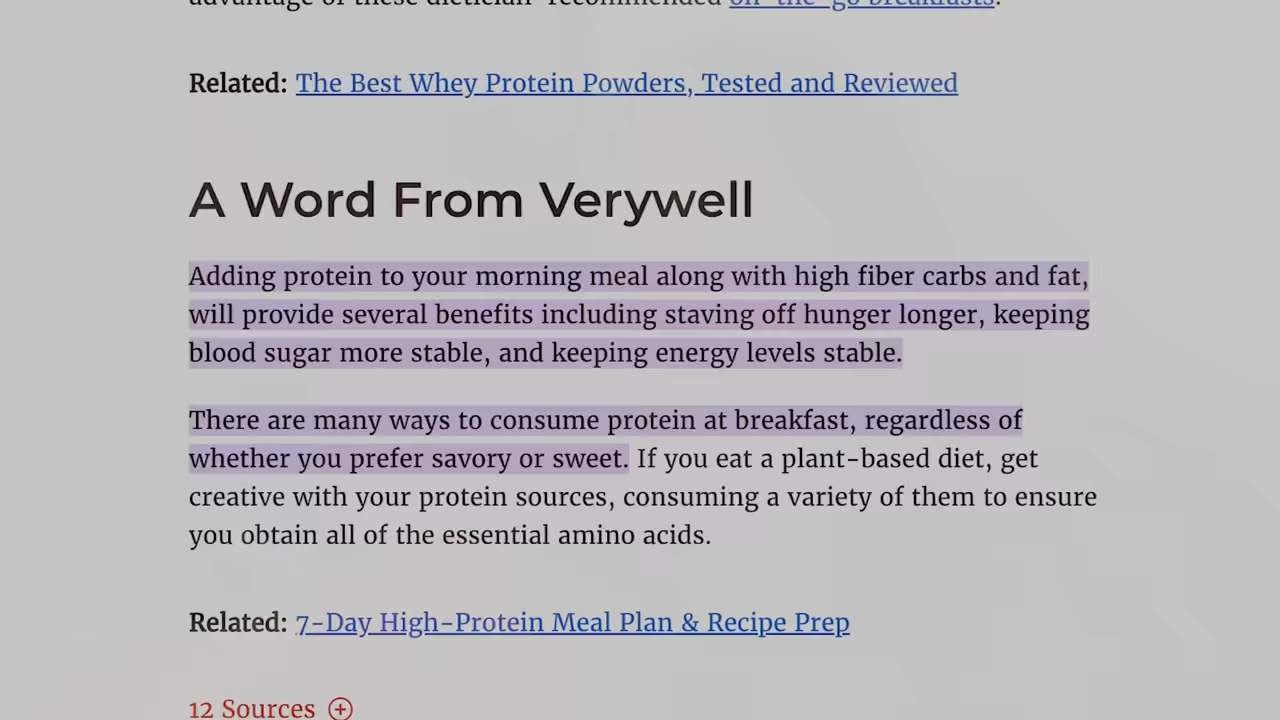 on-the-go breakfasts.
Related: The Best Whey Protein Powders, Tested and Reviewed
A Word From Verywell
Adding protein to your morning meal along with high fiber carbs and fat,
will provide several benefits including staving off hunger longer, keeping
blood sugar more stable, and keeping energy levels stable.
There are many ways to consume protein at breakfast, regardless of
whether you prefer savory or sweet. If you eat a plant-based diet, get
creative with your protein sources, consuming a variety of them to ensure
you obtain all of the essential amino acids.
Related: 7-Day High-Protein Meal Plan & Recipe Prep
12 Sources